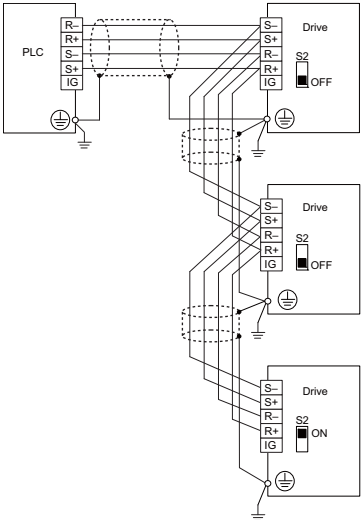 PLC
R–
R+
S–
S+
IG
S–
S+
R–
R+
IG
Drive
S2
OFF
S–
S+
R–
R+
IG
Drive
S2
OFF
S–
S+
R–
R+
IG
Drive
S2
ON